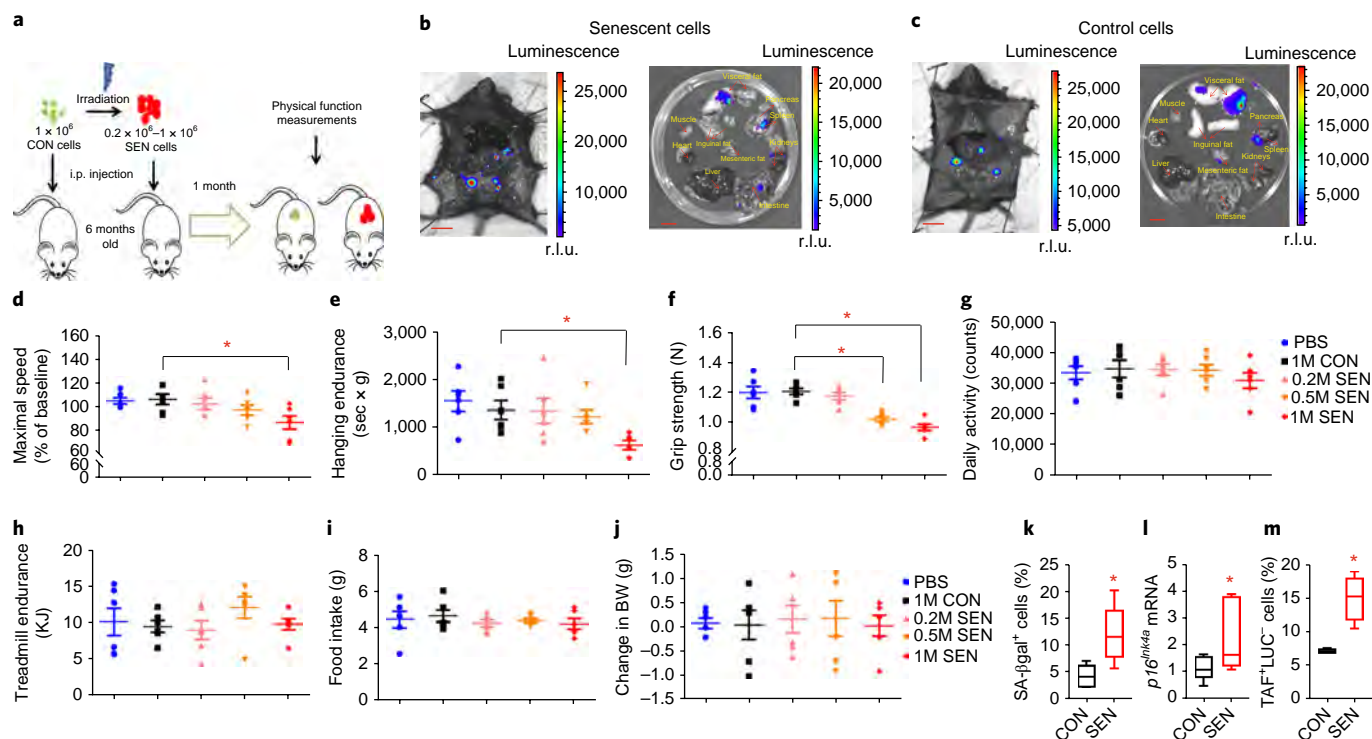 a
Irradiation
1 × 10⁶
CON cells
0.2 × 10⁶–1 × 10⁶
SEN cells
Physical function
measurements
i.p. injection
1 month
6 months
old
b
Senescent cells
Luminescence
25,000
20,000
15,000
10,000
r.l.u.
Luminescence
20,000
15,000
10,000
5,000
r.l.u.
Visceral fat
Pancreas
Muscle
Spleen
Heart
Inguinal fat
Kidneys
Mesenteric fat
Liver
Intestine
c
Control cells
Luminescence
25,000
20,000
15,000
10,000
5,000
r.l.u.
Luminescence
20,000
15,000
10,000
5,000
r.l.u.
Visceral fat
Muscle
Pancreas
Heart
Inguinal fat
Spleen
Kidneys
Liver
Mesenteric fat
Intestine
d
Maximal speed
(% of baseline)
160
140
120
100
80
60
60
0
*
e
Hanging endurance
(sec × g)
3,000
2,000
1,000
0
*
f
Grip strength (N)
1.6
1.4
1.2
1.0
0.8
0.8
0.0
*
*
g
Daily activity (counts)
50,000
40,000
30,000
20,000
10,000
0
PBS
1M CON
0.2M SEN
0.5M SEN
1M SEN
h
Treadmill endurance
(KJ)
20
15
10
5
0
i
Food intake (g)
8
6
4
2
0
j
Change in BW (g)
1.5
1.0
0.5
0.0
–0.5
–1.0
–1.5
PBS
1M CON
0.2M SEN
0.5M SEN
1M SEN
k
SA-βgal⁺ cells (%)
25
20
15
10
5
0
*
CON
SEN
l
p16ᴵⁿᵏ⁴ᵃ mRNA
5
4
3
2
1
0
*
CON
SEN
m
TAF⁺LUC⁻ cells (%)
20
15
10
5
0
*
CON
SEN